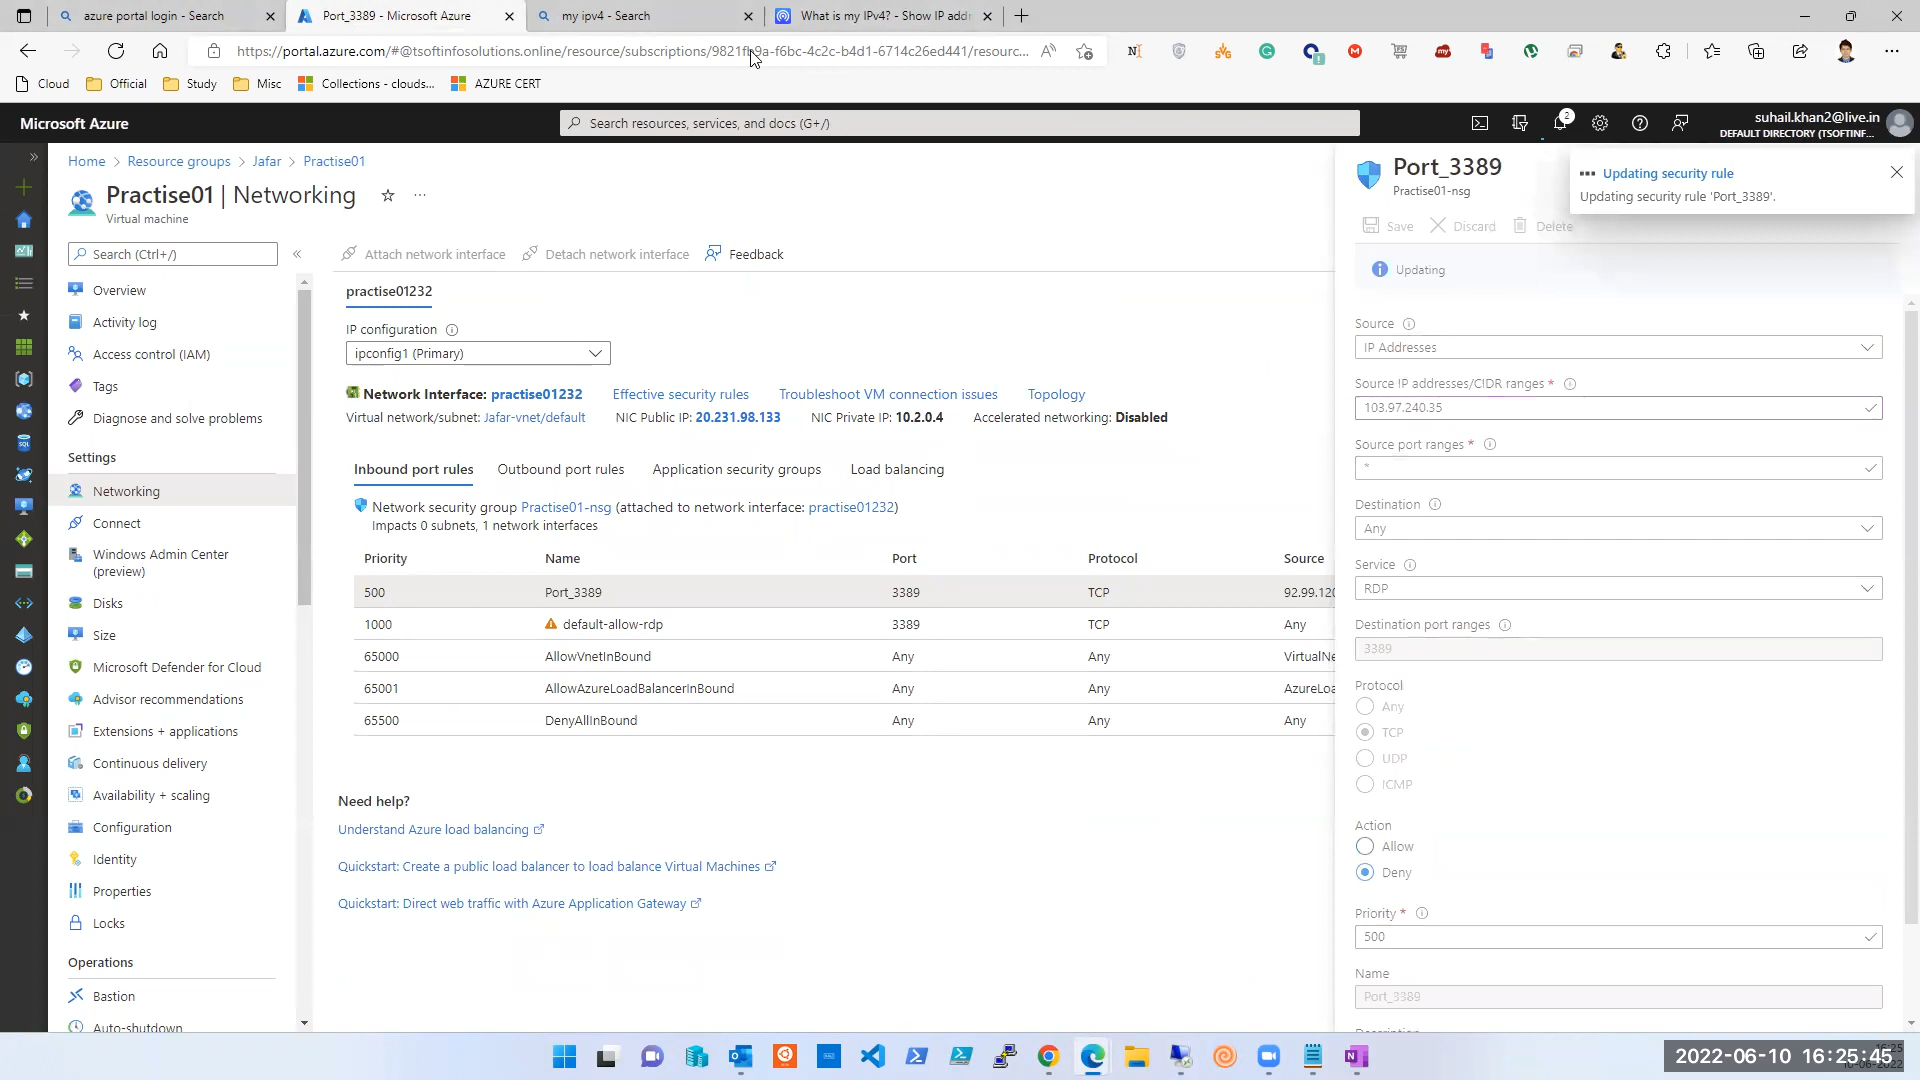 azure portal login - Search
Port_3389 - Microsoft Azure
my ipv4 - Search
What is my IPv4? - Show IP addr
https://portal.azure.com/#@tsoftinfosolutions.online/resource/subscriptions/9821fb9a-f6bc-4c2c-b4d1-6714c26ed441/resourc...
Cloud
Official
Study
Misc
Collections - clouds...
AZURE CERT
Microsoft Azure
Search resources, services, and docs (G+/)
2
suhail.khan2@live.in
DEFAULT DIRECTORY (TSOFTINF...
Home > Resource groups > Jafar > Practise01
Practise01 | Networking
Virtual machine
Search (Ctrl+/)
Overview
Activity log
Access control (IAM)
Tags
Diagnose and solve problems
Settings
Networking
Connect
Windows Admin Center
(preview)
Disks
Size
Microsoft Defender for Cloud
Advisor recommendations
Extensions + applications
Continuous delivery
Availability + scaling
Configuration
Identity
Properties
Locks
Operations
Bastion
Auto-shutdown
Attach network interface
Detach network interface
Feedback
practise01232
IP configuration
ipconfig1 (Primary)
Network Interface: practise01232
Effective security rules
Troubleshoot VM connection issues
Topology
Virtual network/subnet: Jafar-vnet/default
NIC Public IP: 20.231.98.133
NIC Private IP: 10.2.0.4
Accelerated networking: Disabled
Inbound port rules
Outbound port rules
Application security groups
Load balancing
Network security group Practise01-nsg (attached to network interface: practise01232)
Impacts 0 subnets, 1 network interfaces
Priority Name Port Protocol Source
500 Port_3389 3389 TCP 92.99.120
1000 default-allow-rdp 3389 TCP Any
65000 AllowVnetInBound Any Any VirtualNe
65001 AllowAzureLoadBalancerInBound Any Any AzureLoa
65500 DenyAllInBound Any Any Any
Need help?
Understand Azure load balancing
Quickstart: Create a public load balancer to load balance Virtual Machines
Quickstart: Direct web traffic with Azure Application Gateway
Port_3389
Practise01-nsg
Updating security rule
Updating security rule 'Port_3389'.
Save
Discard
Delete
Updating
Source
IP Addresses
Source IP addresses/CIDR ranges *
103.97.240.35
Source port ranges *
*
Destination
Any
Service
RDP
Destination port ranges
3389
Protocol
Any
TCP
UDP
ICMP
Action
Allow
Deny
Priority *
500
Name
Port_3389
2022-06-10 16:25:45